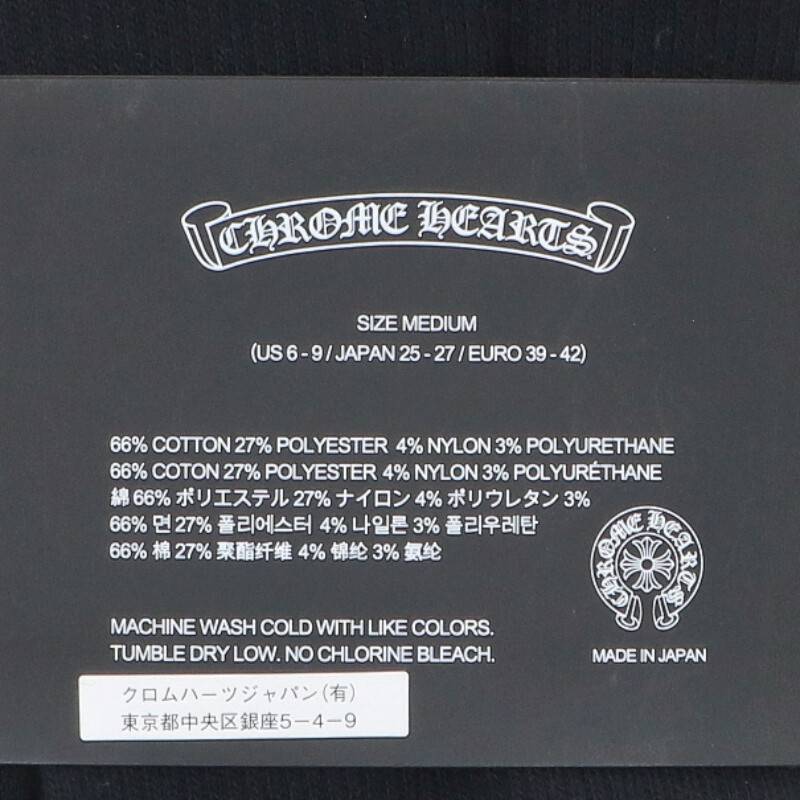 CHROME HEARTS
SIZE MEDIUM
(US 6 - 9 / JAPAN 25 - 27 / EURO 39 - 42)
66% COTTON 27% POLYESTER 4% NYLON 3% POLYURETHANE
66% COTON 27% POLYESTER 4% NYLON 3% POLYURÉTHANE
綿 66% ポリエステル 27% ナイロン 4% ポリウレタン 3%
66% 면 27% 폴리에스터 4% 나일론 3% 폴리우레탄
66% 棉 27% 聚酯纤维 4% 锦纶 3% 氨纶
CHROME HEARTS
MACHINE WASH COLD WITH LIKE COLORS.
TUMBLE DRY LOW. NO CHLORINE BLEACH.
MADE IN JAPAN
クロムハーツジャパン(有)
東京都中央区銀座5−4−9